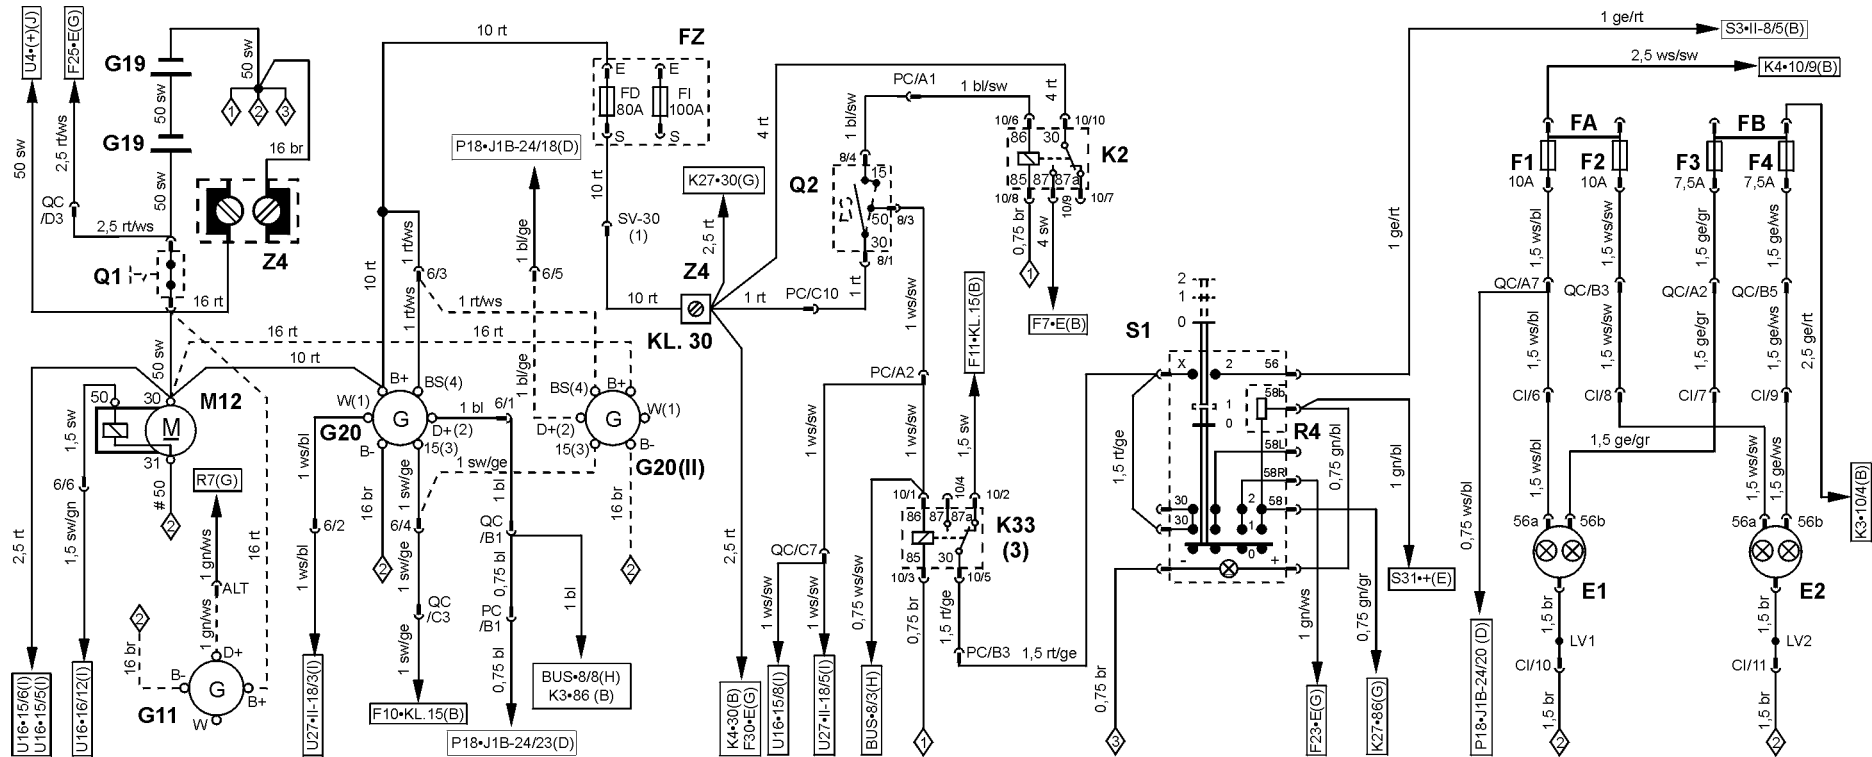 U4•(+)(J)
F25•E(G)
G19
G19
50 sw
50 sw
50 sw
50 sw
2,5 rt/ws
QC
/D3
2,5 rt/ws
1
2
3
16 br
Z4
Q1
16 rt
50 sw
10 rt
FZ
E
E
FD
80A
FI
100A
S
S
10 rt
SV-30
(1)
10 rt
P18•J1B-24/18(D)
1 bl/ge
6/5
10 rt
1 rt/ws
6/3
1 rt/ws
1 rt/ws
16 rt
16 rt
10 rt
1 bl/ge
K27•30(G)
2,5 rt
Z4
KL. 30
4 rt
1 rt
PC/C10
1 rt
Q2
8/4
15
50
8/3
30
8/1
1 bl/sw
PC/A1
1 bl/sw
4 rt
10/6
10/10
86
30
K2
85
87
87a
10/8
10/9
10/7
0,75 br
4 sw
1
F7•E(B)
1 ws/sw
F11•KL.15(B)
1 ge/rt
S3•II-8/5(B)
2,5 ws/sw
K4•10/9(B)
FA
FB
F1
10A
F2
10A
F3
7,5A
F4
7,5A
1 ge/rt
1,5 ws/bl
1,5 ws/sw
1,5 ge/gr
1,5 ge/ws
QC/A7
QC/B3
QC/A2
QC/B5
1,5 ws/bl
1,5 ws/sw
1,5 ge/gr
1,5 ge/ws
2,5 ge/rt
CI/6
CI/8
CI/7
CI/9
1,5 ge/gr
1,5 ws/bl
1,5 ws/sw
1,5 ge/ws
K3•10/4(B)
56a
56b
56a
56b
E1
E2
1,5 br
1,5 br
LV1
LV2
CI/10
CI/11
1,5 br
1,5 br
2
2
0,75 ws/bl
P18•J1B-24/20 (D)
50
30
M12
M
31
1,5 sw
6/6
1,5 sw/gn
# 50
2
2,5 rt
U16•15/6(I)
U16•15/5(I)
U16•16/12(I)
R7(G)
1 gn/ws
ALT
1 gn/ws
16 rt
2
16 br
D+
B-
G
B+
W
G11
B+
BS(4)
W(1)
G
G20
D+(2)
B-
15(3)
1 bl
6/1
1 ws/bl
6/2
1 ws/bl
U27•II-18/3(I)
16 br
2
1 sw/ge
6/4
1 sw/ge
QC
/C3
1 sw/ge
F10•KL.15(B)
1 sw/ge
1 bl
QC
/B1
0,75 bl
PC
/B1
0,75 bl
P18•J1B-24/23(D)
1 bl
BUS•8/8(H)
K3•86 (B)
BS(4)
B+
W(1)
D+(2)
G
15(3)
B-
G20(II)
16 br
2
2,5 rt
K4•30(B)
F30•E(G)
PC/A2
1 ws/sw
1 ws/sw
QC/C7
1 ws/sw
1 ws/sw
U16•15/8(I)
U27•II-18/5(I)
0,75 ws/sw
BUS•8/3(H)
1,5 sw
10/1
10/4
10/2
86
87
87a
K33
(3)
85
30
10/3
10/5
0,75 br
1,5 rt/ge
PC/B3
1,5 rt/ge
1
S1
2
1
0
X
2
56
1
0
58b
R4
58L
58R
30
30
2
58
1
0
-
+
1,5 rt/ge
0,75 gn/bl
1 gn/bl
S31•+(E)
1 gn/ws
F23•E(G)
0,75 gn/gr
K27•86(G)
0,75 br
3